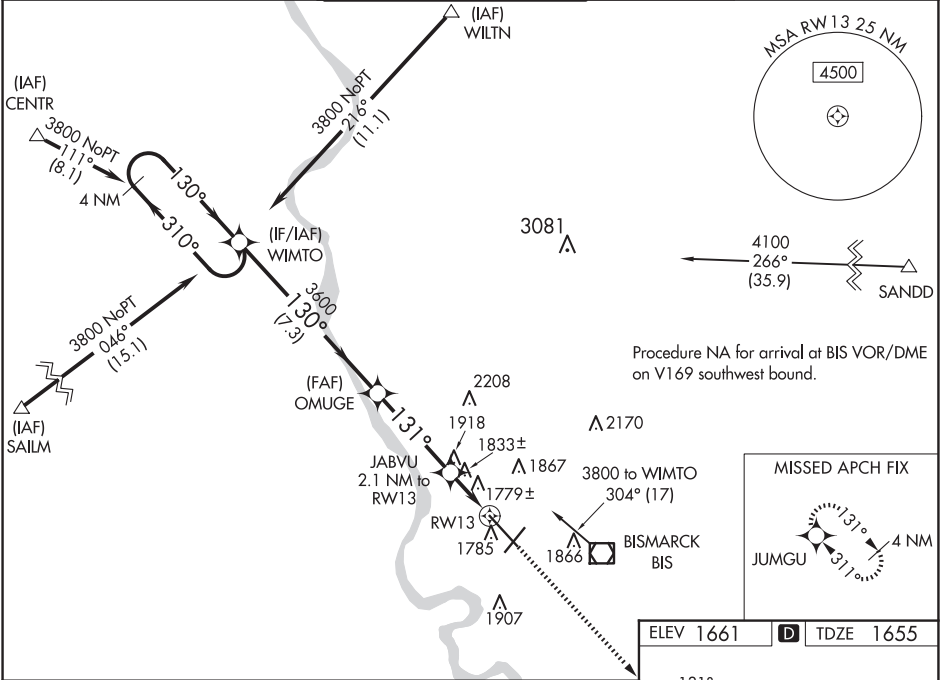 (IAF)
WILTN
3800 NoPT
216°
(11.1)
MSA RW13 25 NM
4500
(IAF)
CENTR
3800 NoPT
111°
(8.1)
4 NM
130°
310°
(IF/IAF)
WIMTO
3081
4100
266°
(35.9)
SANDD
3600
130°
(7.3)
3800 NoPT
046°
(15.1)
(IAF)
SAILM
Procedure NA for arrival at BIS VOR/DME
on V169 southwest bound.
(FAF)
OMUGE
131°
2208
1918
1833±
2170
JABVU
2.1 NM to
RW13
1867
1779±
3800 to WIMTO
304° (17)
RW13
1785
1866
BISMARCK
BIS
1907
MISSED APCH FIX
131°
4 NM
JUMGU
311°
ELEV 1661
D
TDZE 1655